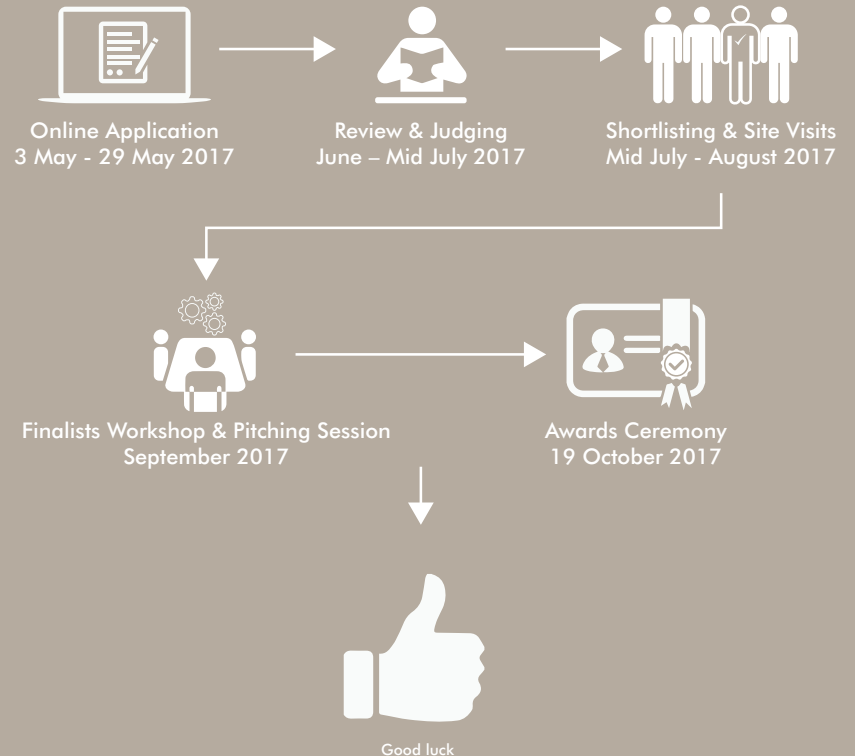 Online Application
3 May - 29 May 2017
Review & Judging
June – Mid July 2017
Shortlisting & Site Visits
Mid July - August 2017
Finalists Workshop & Pitching Session
September 2017
Awards Ceremony
19 October 2017
Good luck